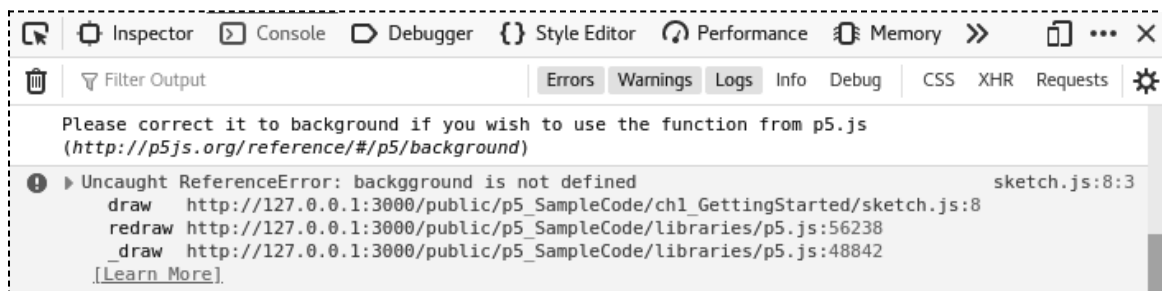 Inspector Console Debugger Style Editor Performance Memory
Filter Output Errors Warnings Logs Info Debug CSS XHR Requests
Please correct it to background if you wish to use the function from p5.js
(http://p5js.org/reference/#/p5/background)
Uncaught ReferenceError: backgground is not defined sketch.js:8:3
draw http://127.0.0.1:3000/public/p5_SampleCode/ch1_GettingStarted/sketch.js:8
redraw http://127.0.0.1:3000/public/p5_SampleCode/libraries/p5.js:56238
_draw http://127.0.0.1:3000/public/p5_SampleCode/libraries/p5.js:48842
[Learn More]